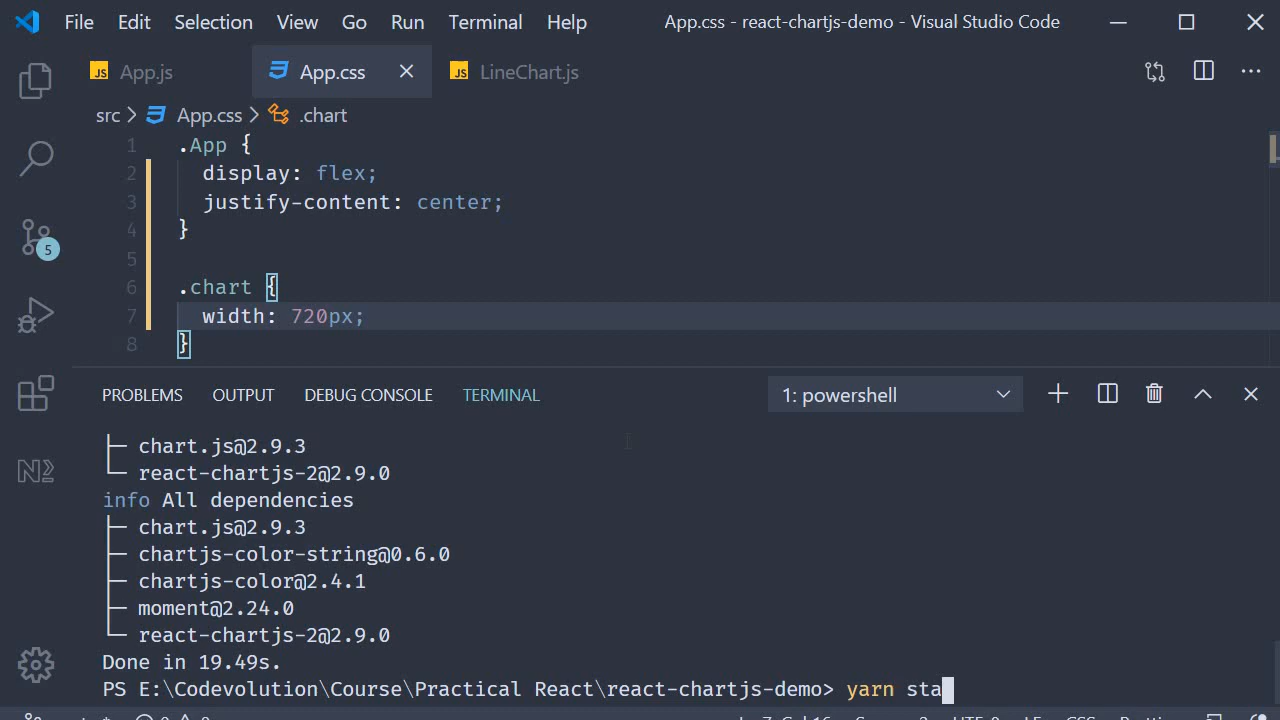 File Edit Selection View Go Run Terminal Help App.css - react-chartjs-demo - Visual Studio Code
JS App.js App.css JS LineChart.js
src > App.css > .chart
1 .App {
2 display: flex;
3 justify-content: center;
4 }
5
6 .chart {
7 width: 720px;
8 }
5
PROBLEMS OUTPUT DEBUG CONSOLE TERMINAL 1: powershell
├─ chart.js@2.9.3
└─ react-chartjs-2@2.9.0
info All dependencies
├─ chart.js@2.9.3
├─ chartjs-color-string@0.6.0
├─ chartjs-color@2.4.1
├─ moment@2.24.0
└─ react-chartjs-2@2.9.0
Done in 19.49s.
PS E:\Codevolution\Course\Practical React\react-chartjs-demo> yarn sta